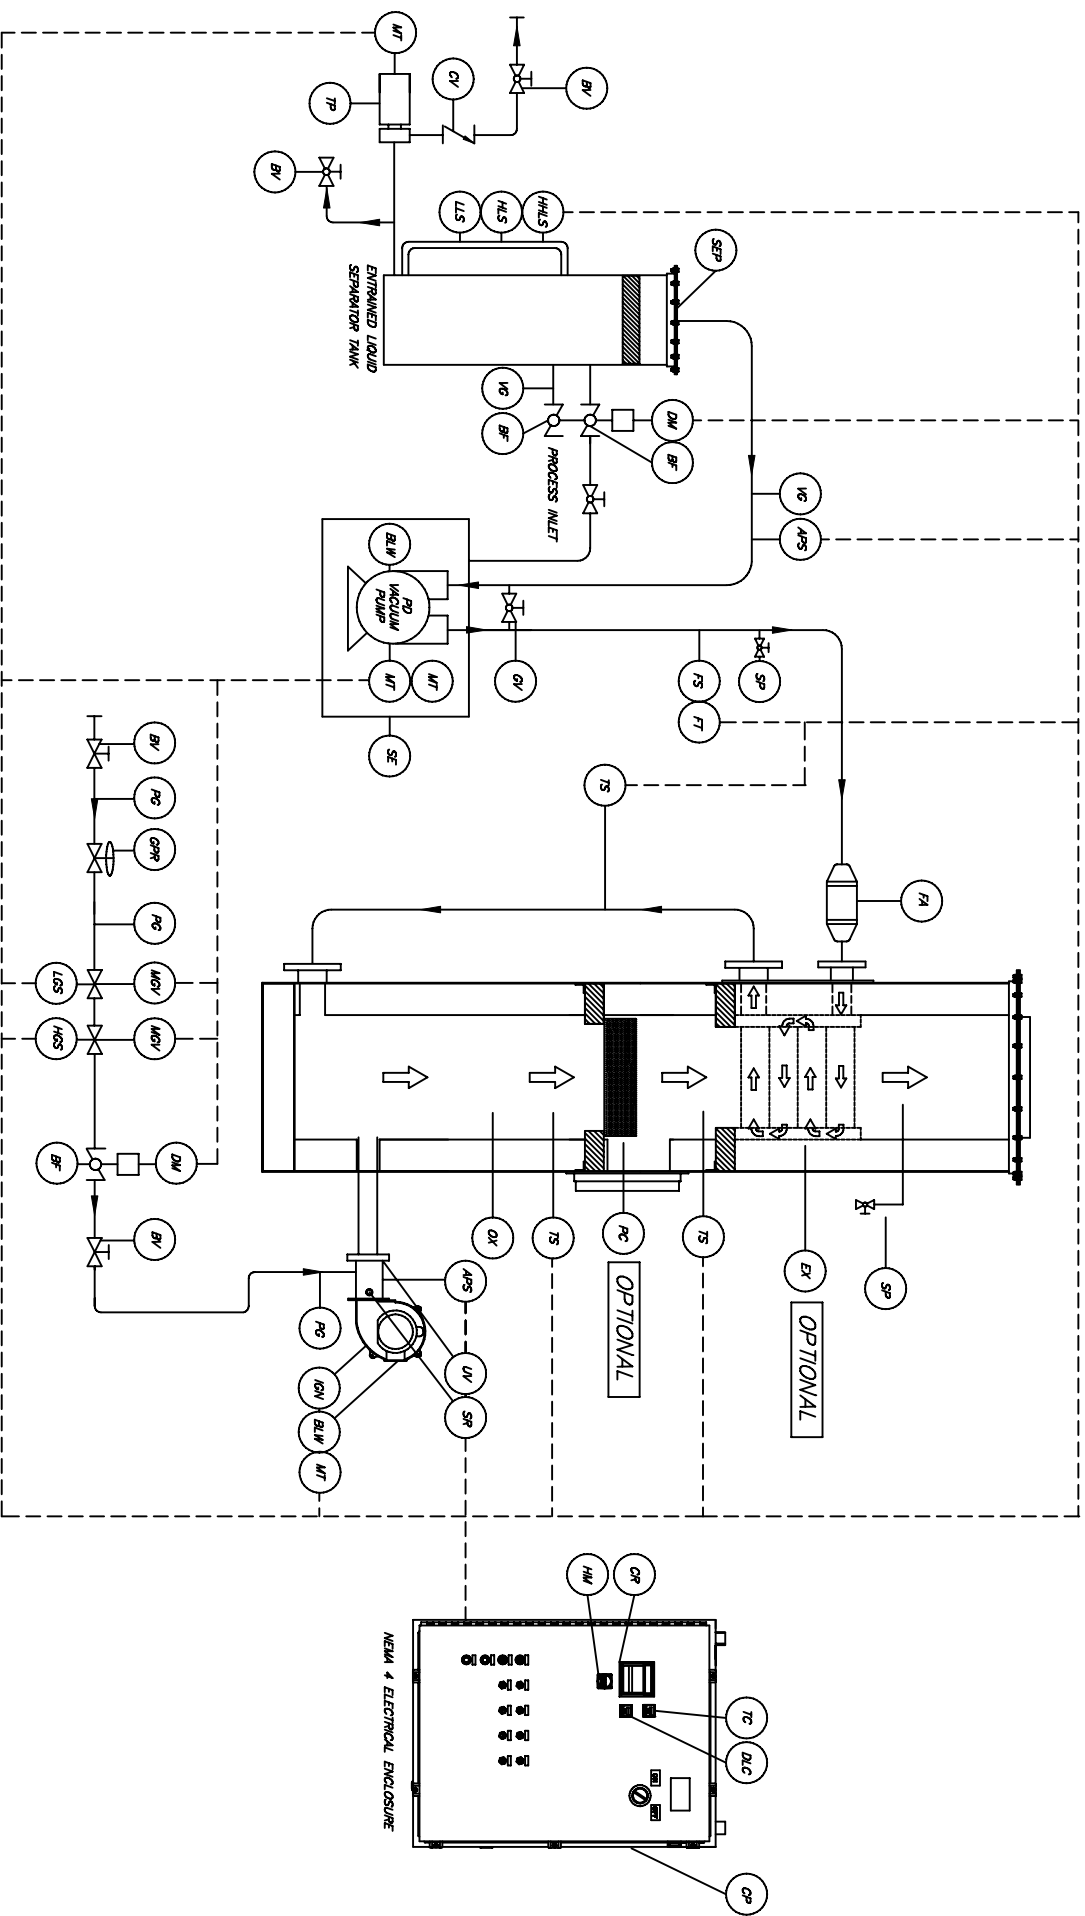 FA
SP
VG
APS
EX
OPTIONAL
SP
TC
DLC
CP
SEP
FS
FT
TS
DM
BF
ON
OFF
PC
OPTIONAL
CR
TS
BV
HM
HHLS
PROCESS INLET
TS
GV
HLS
VG
BF
OX
CV
LLS
APS
UV
SR
MT
MT
BLW
PD
VACUUM
PUMP
MT
SE
NEMA 4 ELECTRICAL ENCLOSURE
ENTRAINED LIQUID
SEPARATOR TANK
TP
PG
IGN
BLW
MT
BV
BV
PG
GPR
PG
MGV
MGV
DM
BV
LGS
HGS
BF